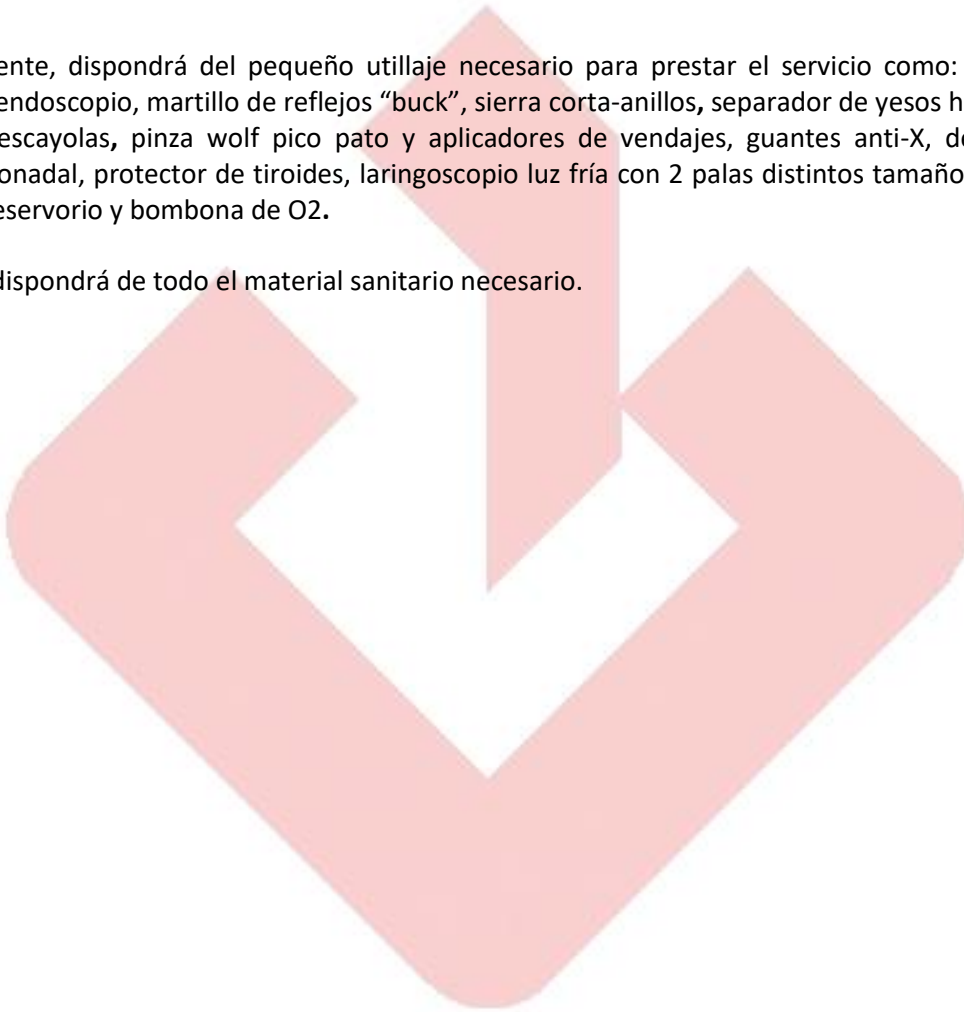 ente, dispondrá del pequeño utillaje necesario para prestar el servicio como:
endoscopio, martillo de reflejos “buck”, sierra corta-anillos, separador de yesos h
escayolas, pinza wolf pico pato y aplicadores de vendajes, guantes anti-X, de
onadal, protector de tiroides, laringoscopio luz fría con 2 palas distintos tamaño
eservorio y bombona de O2.
dispondrá de todo el material sanitario necesario.